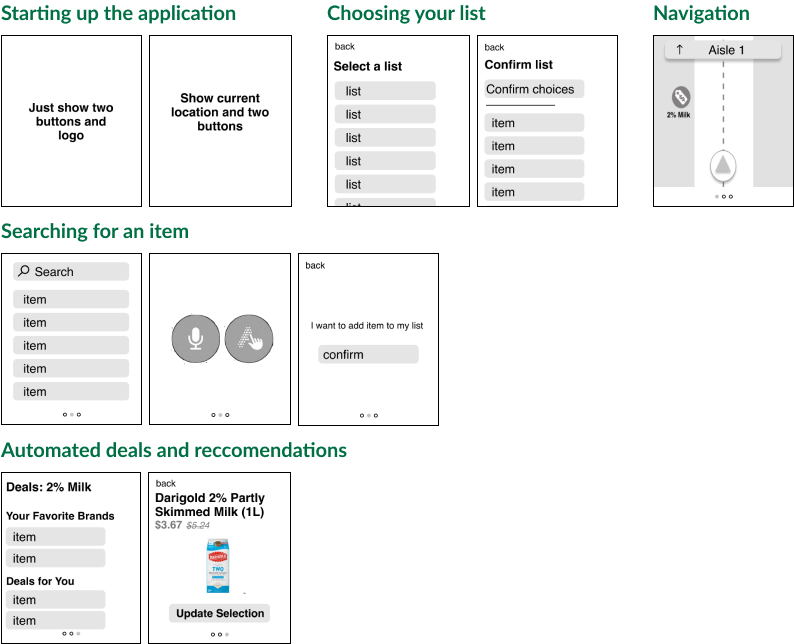 Starting up the application
Just show two
buttons and
logo
Show current
location and two
buttons
Choosing your list
back
Select a list
list
list
list
list
list
list
back
Confirm list
Confirm choices
item
item
item
item
Navigation
↑ Aisle 1
2% Milk
Searching for an item
Search
item
item
item
item
item
A
back
I want to add item to my list
confirm
Automated deals and reccomendations
Deals: 2% Milk
Your Favorite Brands
item
item
Deals for You
item
item
back
Darigold 2% Partly
Skimmed Milk (1L)
$3.67 $5.24
TWO
Update Selection